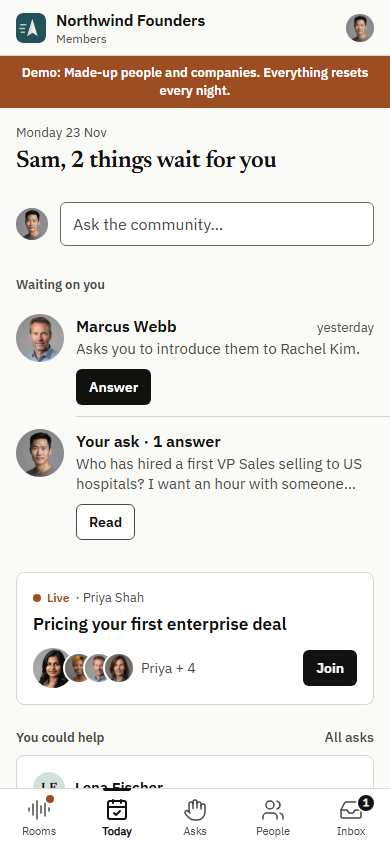 Northwind Founders
Members
Demo: Made-up people and companies. Everything resets
every night.
Monday 23 Nov
Sam, 2 things wait for you
Ask the community...
Waiting on you
Marcus Webb
yesterday
Asks you to introduce them to Rachel Kim.
Answer
Your ask · 1 answer
Who has hired a first VP Sales selling to US
hospitals? I want an hour with someone...
Read
Live · Priya Shah
Pricing your first enterprise deal
Priya + 4
Join
You could help
All asks
LF
Lena Fischer
Rooms
Today
Asks
People
1
Inbox